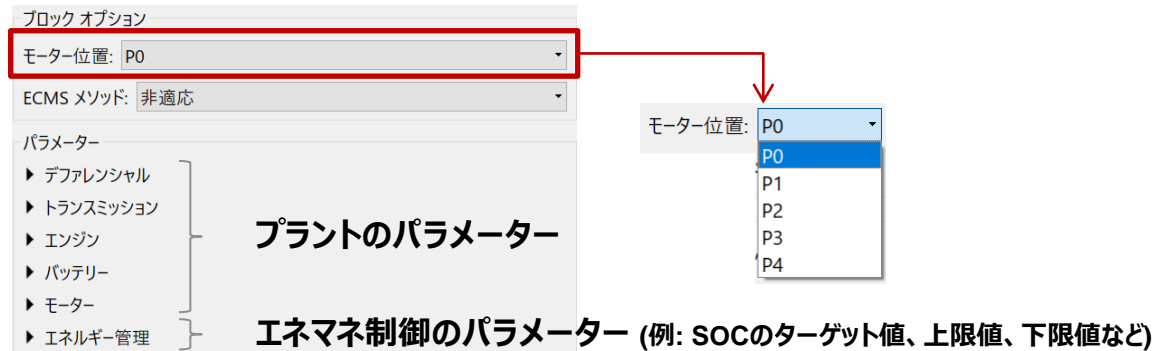 ブロック オプション
モーター位置: P0
ECMS メソッド: 非適応
パラメーター
デファレンシャル
トランスミッション
エンジン
バッテリー
モーター
エネルギー管理
プラントのパラメーター
エネマネ制御のパラメーター (例: SOCのターゲット値、上限値、下限値など)
モーター位置: P0
P0
P1
P2
P3
P4